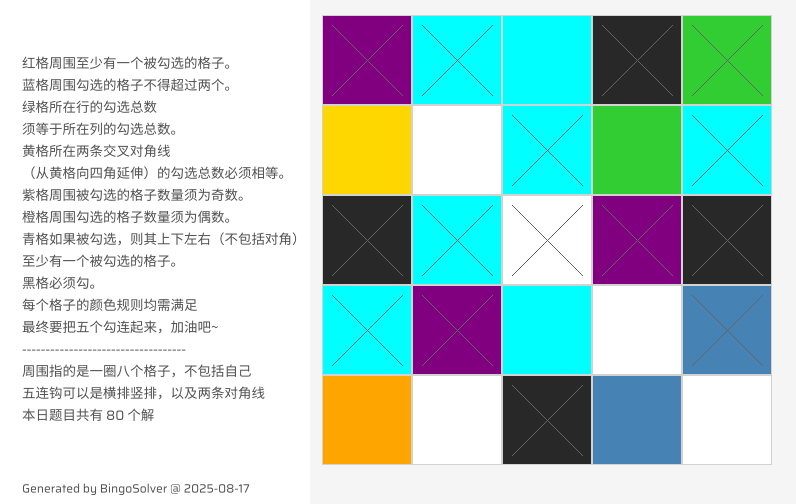 红格周围至少有一个被勾选的格子。
蓝格周围勾选的格子不得超过两个。
绿格所在行的勾选总数
须等于所在列的勾选总数。
黄格所在两条交叉对角线
（从黄格向四角延伸）的勾选总数必须相等。
紫格周围被勾选的格子数量须为奇数。
橙格周围勾选的格子数量须为偶数。
青格如果被勾选，则其上下左右（不包括对角）
至少有一个被勾选的格子。
黑格必须勾。
每个格子的颜色规则均需满足
最终要把五个勾连起来，加油吧~
----------------------------------
周围指的是一圈八个格子，不包括自己
五连钩可以是横排竖排，以及两条对角线
本日题目共有 80 个解
Generated by BingoSolver @ 2025-08-17